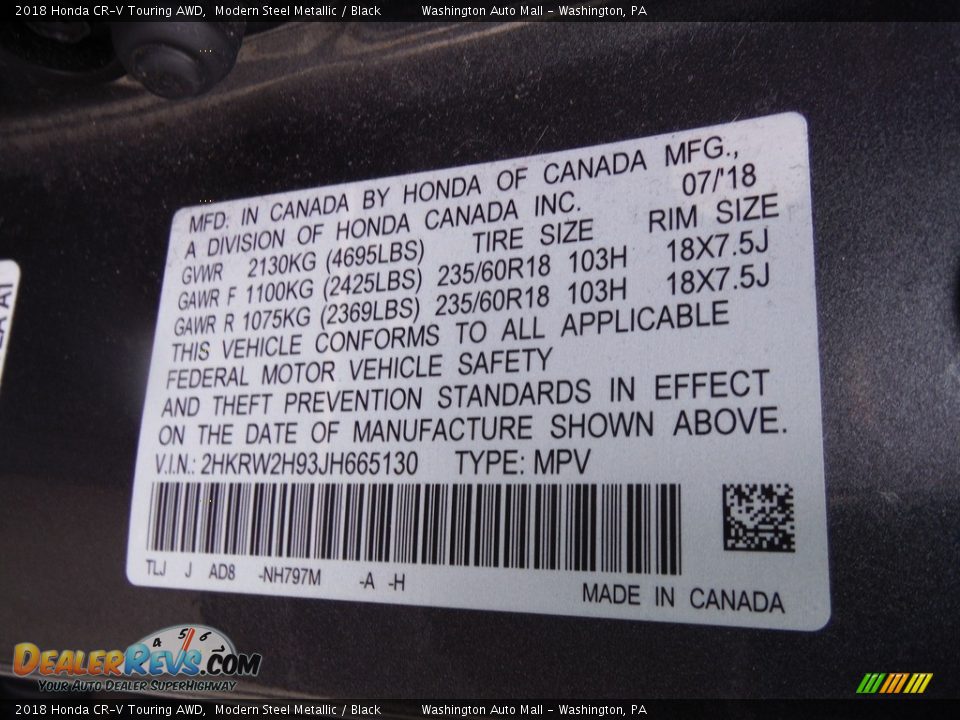 2018 Honda CR-V Touring AWD, Modern Steel Metallic / Black Washington Auto Mall - Washington, PA
MFD. IN CANADA BY HONDA OF CANADA MFG.,
A DIVISION OF HONDA CANADA INC. 07/'18
GVWR 2130KG (4695LBS) TIRE SIZE RIM SIZE
GAWR F 1100KG (2425LBS) 235/60R18 103H 18X7.5J
GAWR R 1075KG (2369LBS) 235/60R18 103H 18X7.5J
THIS VEHICLE CONFORMS TO ALL APPLICABLE
FEDERAL MOTOR VEHICLE SAFETY
AND THEFT PREVENTION STANDARDS IN EFFECT
ON THE DATE OF MANUFACTURE SHOWN ABOVE.
V.I.N.: 2HKRW2H93JH665130 TYPE: MPV
TLJ J AD8 -NH797M -A -H
MADE IN CANADA
4 5 6
DEALERREVS.COM
YOUR AUTO DEALER SUPERHIGHWAY
2018 Honda CR-V Touring AWD, Modern Steel Metallic / Black Washington Auto Mall - Washington, PA